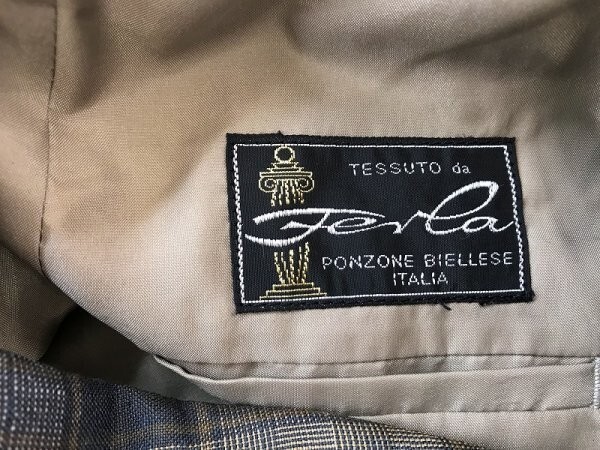 TESSUTO da
Ferla
PONZONE BIELLESE
ITALIA